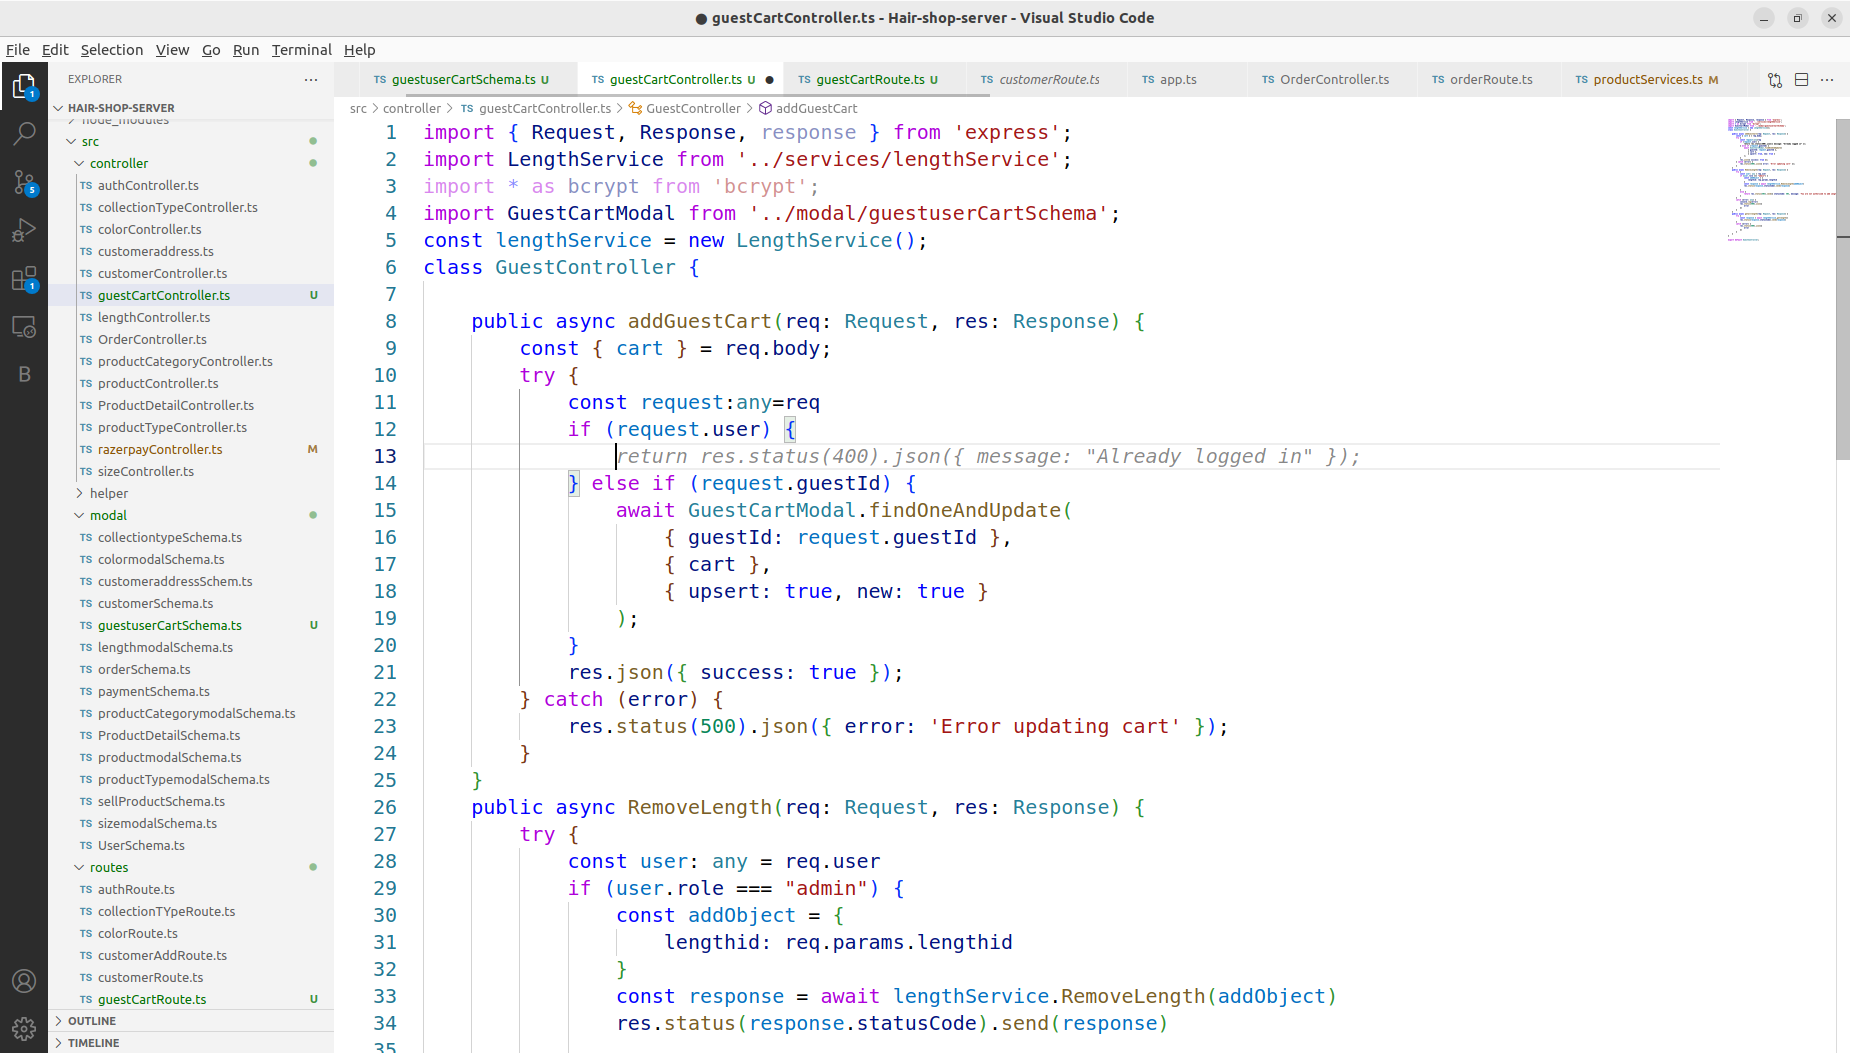 guestCartController.ts - Hair-shop-server - Visual Studio Code
File Edit Selection View Go Run Terminal Help
EXPLORER
TS guestuserCartSchema.ts U
TS guestCartController.ts U
TS guestCartRoute.ts U
TS customerRoute.ts
TS app.ts
TS OrderController.ts
TS orderRoute.ts
TS productServices.ts M
src > controller > TS guestCartController.ts > GuestController > addGuestCart
HAIR-SHOP-SERVER
node_modules
src
controller
TS authController.ts
TS collectionTypeController.ts
TS colorController.ts
TS customeraddress.ts
TS customerController.ts
TS guestCartController.ts U
TS lengthController.ts
TS OrderController.ts
TS productCategoryController.ts
TS productController.ts
TS ProductDetailController.ts
TS productTypeController.ts
TS razerpayController.ts M
TS sizeController.ts
helper
modal
TS collectiontypeSchema.ts
TS colormodalSchema.ts
TS customeraddressSchem.ts
TS customerSchema.ts
TS guestuserCartSchema.ts U
TS lengthmodalSchema.ts
TS orderSchema.ts
TS paymentSchema.ts
TS productCategorymodalSchema.ts
TS ProductDetailSchema.ts
TS productmodalSchema.ts
TS productTypemodalSchema.ts
TS sellProductSchema.ts
TS sizemodalSchema.ts
TS UserSchema.ts
routes
TS authRoute.ts
TS collectionTYpeRoute.ts
TS colorRoute.ts
TS customerAddRoute.ts
TS customerRoute.ts
TS guestCartRoute.ts U
OUTLINE
TIMELINE
1
5
1
B
1 import { Request, Response, response } from 'express';
2 import LengthService from '../services/lengthService';
3 import * as bcrypt from 'bcrypt';
4 import GuestCartModal from '../modal/guestuserCartSchema';
5 const lengthService = new LengthService();
6 class GuestController {
7
8 public async addGuestCart(req: Request, res: Response) {
9 const { cart } = req.body;
10 try {
11 const request:any=req
12 if (request.user) {
13 return res.status(400).json({ message: "Already logged in" });
14 } else if (request.guestId) {
15 await GuestCartModal.findOneAndUpdate(
16 { guestId: request.guestId },
17 { cart },
18 { upsert: true, new: true }
19 );
20 }
21 res.json({ success: true });
22 } catch (error) {
23 res.status(500).json({ error: 'Error updating cart' });
24 }
25 }
26 public async RemoveLength(req: Request, res: Response) {
27 try {
28 const user: any = req.user
29 if (user.role === "admin") {
30 const addObject = {
31 lengthid: req.params.lengthid
32 }
33 const response = await lengthService.RemoveLength(addObject)
34 res.status(response.statusCode).send(response)
35